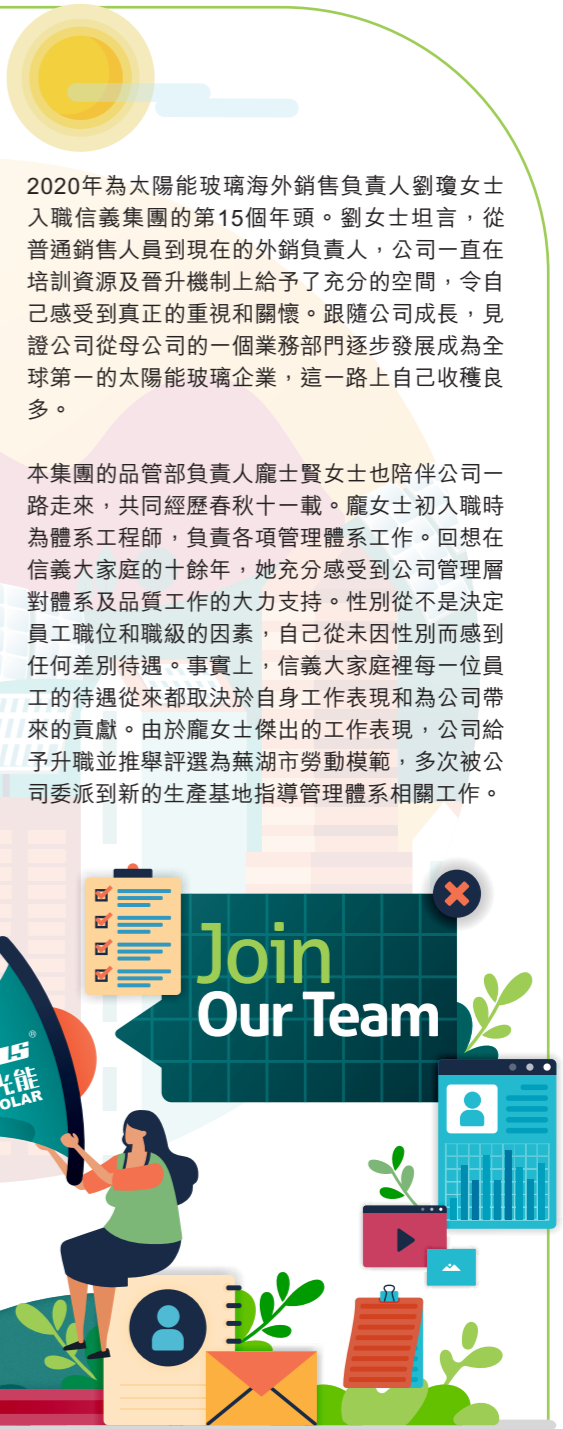 2020年為太陽能玻璃海外銷售負責人劉瓊女士
入職信義集團的第15個年頭。劉女士坦言，從
普通銷售人員到現在的外銷負責人，公司一直在
培訓資源及晉升機制上給予了充分的空間，令自
己感受到真正的重視和關懷。跟隨公司成長，見
證公司從母公司的一個業務部門逐步發展成為全
球第一的太陽能玻璃企業，這一路上自己收穫良
多。
本集團的品管部負責人龐士賢女士也陪伴公司一
路走來，共同經歷春秋十一載。龐女士初入職時
為體系工程師，負責各項管理體系工作。回想在
信義大家庭的十餘年，她充分感受到公司管理層
對體系及品質工作的大力支持。性別從不是決定
員工職位和職級的因素，自己從未因性別而感到
任何差別待遇。事實上，信義大家庭裡每一位員
工的待遇從來都取決於自身工作表現和為公司帶
來的貢獻。由於龐女士傑出的工作表現，公司給
予升職並推舉評選為蕪湖市勞動模範，多次被公
司委派到新的生產基地指導管理體系相關工作。
Join
Our Team
光能
OLAR